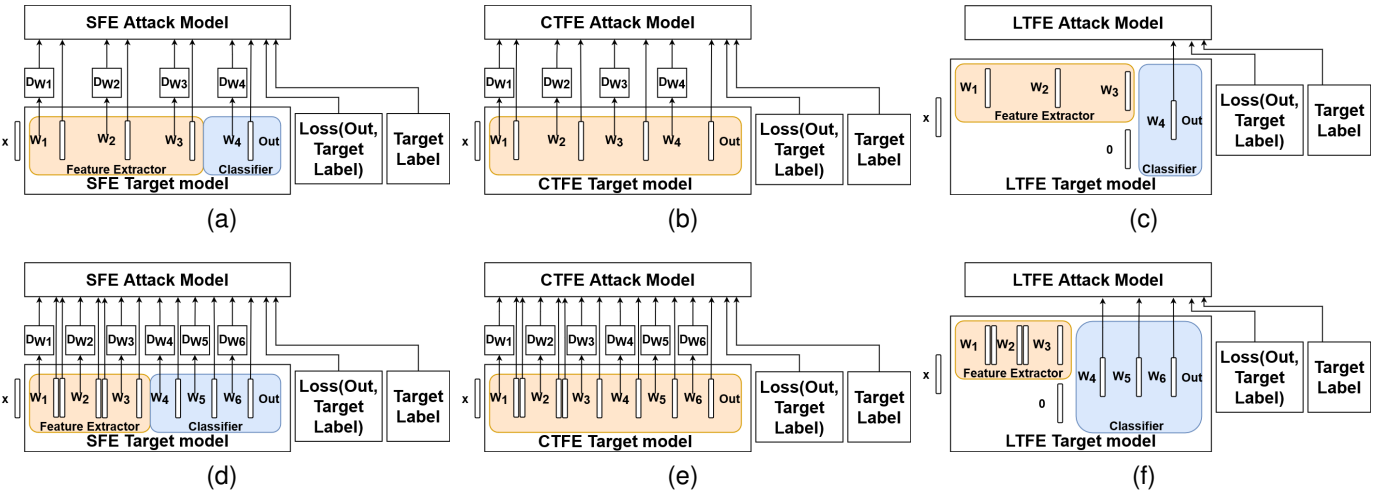 SFE Attack Model
DW1 DW2 DW3 DW4
x W1 W2 W3 W4 Out
Feature Extractor Classifier
SFE Target model
Loss(Out,
Target
Label)
Target
Label
(a)
CTFE Attack Model
DW1 DW2 DW3 DW4
x W1 W2 W3 W4 Out
CTFE Target model
Loss(Out,
Target
Label)
Target
Label
(b)
LTFE Attack Model
x W1 W2 W3
Feature Extractor
W4 Out
0
Classifier
LTFE Target model
Loss(Out,
Target
Label)
Target
Label
(c)
SFE Attack Model
DW1 DW2 DW3 DW4 DW5 DW6
x W1 W2 W3 W4 W5 W6 Out
Feature Extractor Classifier
SFE Target model
Loss(Out,
Target
Label)
Target
Label
(d)
CTFE Attack Model
DW1 DW2 DW3 DW4 DW5 DW6
x W1 W2 W3 W4 W5 W6 Out
CTFE Target model
Loss(Out,
Target
Label)
Target
Label
(e)
LTFE Attack Model
x W1 W2 W3
Feature Extractor
W4 W5 W6 Out
0
Classifier
LTFE Target model
Loss(Out,
Target
Label)
Target
Label
(f)